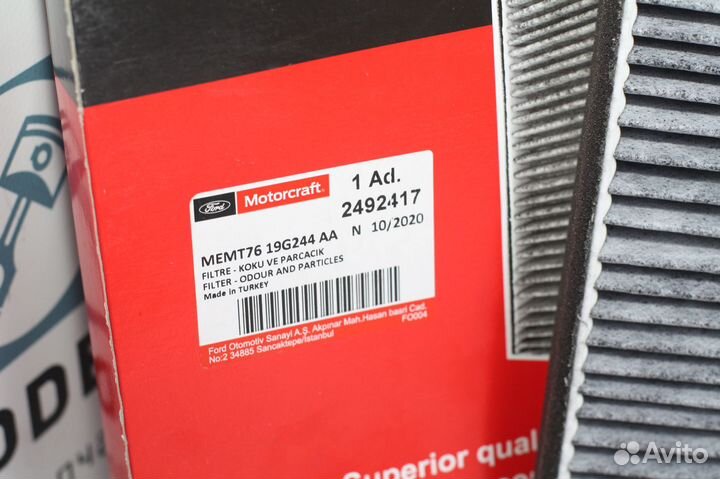 Ford Motorcraft 1 Ad.
2492417
MEMT76 19G244 AA N 10/2020
FILTRE - KOKU VE PARCACIK
FILTER - ODOUR AND PARTICLES
Made in TURKEY
Ford Otomotiv Sanayi A.Ş. Akpınar Mah.Hasan basri Cad.
No:2 34885 Sancaktepe/İstanbul FO004
Superior qual
Avito